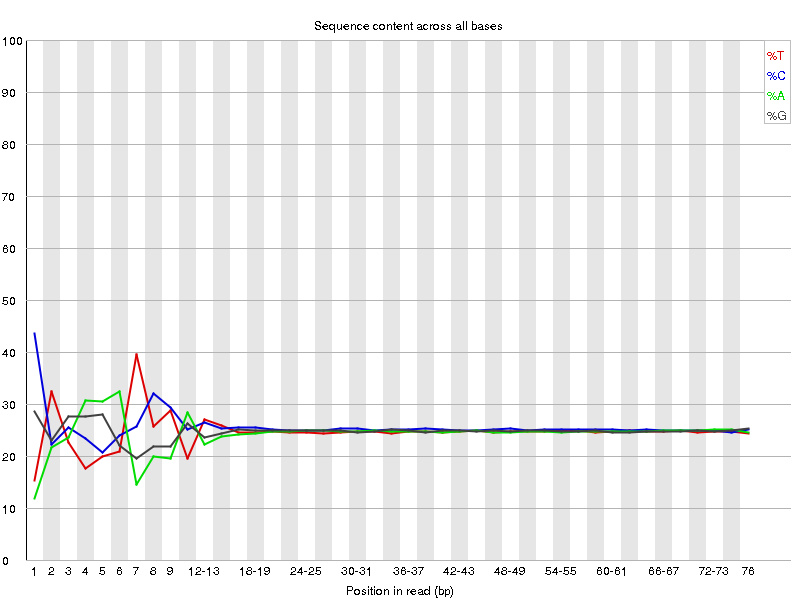 Sequence content across all bases
100
90
80
70
60
50
40
30
20
10
0
%T
%C
%A
%G
1 2 3 4 5 6 7 8 9 12-13 18-19 24-25 30-31 36-37 42-43 48-49 54-55 60-61 66-67 72-73 76
Position in read (bp)